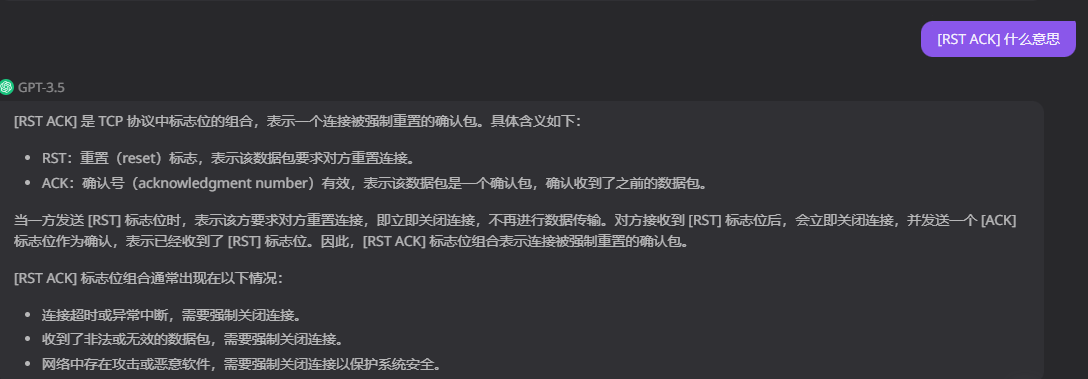 [RST ACK] 什么意思
GPT-3.5
[RST ACK] 是 TCP 协议中标志位的组合，表示一个连接被强制重置的确认包。具体含义如下：
• RST：重置（reset）标志，表示该数据包要求对方重置连接。
• ACK：确认号（acknowledgment number）有效，表示该数据包是一个确认包，确认收到了之前的数据包。
当一方发送 [RST] 标志位时，表示该方要求对方重置连接，即立即关闭连接，不再进行数据传输。对方接收到 [RST] 标志位后，会立即关闭连接，并发送一个 [ACK]
标志位作为确认，表示已经收到了 [RST] 标志位。因此，[RST ACK] 标志位组合表示连接被强制重置的确认包。
[RST ACK] 标志位组合通常出现在以下情况：
• 连接超时或异常中断，需要强制关闭连接。
• 收到了非法或无效的数据包，需要强制关闭连接。
• 网络中存在攻击或恶意软件，需要强制关闭连接以保护系统安全。